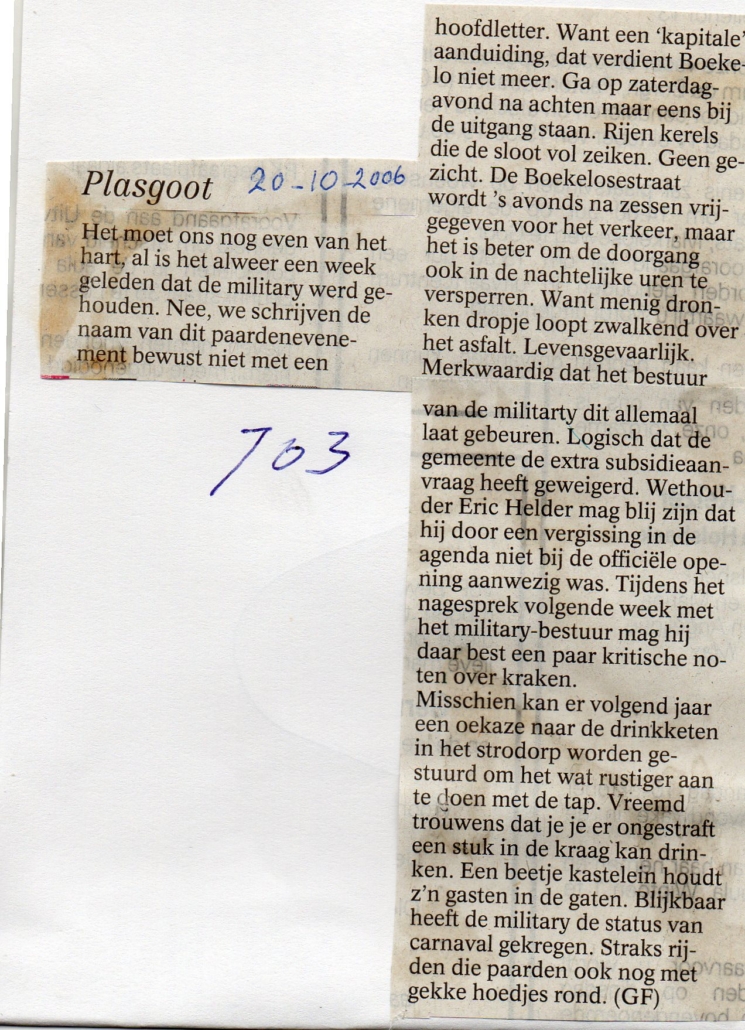 Plasgoot 20-10-2006
Het moet ons nog even van het
hart, al is het alweer een week
geleden dat de military werd ge-
houden. Nee, we schrijven de
naam van dit paardenevene-
ment bewust niet met een
hoofdletter. Want een 'kapitale'
aanduiding, dat verdient Boeke-
lo niet meer. Ga op zaterdag-
avond na achten maar eens bij
de uitgang staan. Rijen kerels
die de sloot vol zeiken. Geen ge-
zicht. De Boekelosestraat
wordt 's avonds na zessen vrij-
gegeven voor het verkeer, maar
het is beter om de doorgang
ook in de nachtelijke uren te
versperren. Want menig dron-
ken dropje loopt zwalkend over
het asfalt. Levensgevaarlijk.
Merkwaardig dat het bestuur
van de militarty dit allemaal
laat gebeuren. Logisch dat de
gemeente de extra subsidieaan-
vraag heeft geweigerd. Wethou-
der Eric Helder mag blij zijn dat
hij door een vergissing in de
agenda niet bij de officiële ope-
ning aanwezig was. Tijdens het
nagesprek volgende week met
het military-bestuur mag hij
daar best een paar kritische no-
ten over kraken.
Misschien kan er volgend jaar
een oekaze naar de drinkketen
in het strodorp worden ge-
stuurd om het wat rustiger aan
te doen met de tap. Vreemd
trouwens dat je je er ongestraft
een stuk in de kraag kan drin-
ken. Een beetje kastelein houdt
z'n gasten in de gaten. Blijkbaar
heeft de military de status van
carnaval gekregen. Straks rij-
den die paarden ook nog met
gekke hoedjes rond. (GF)
703